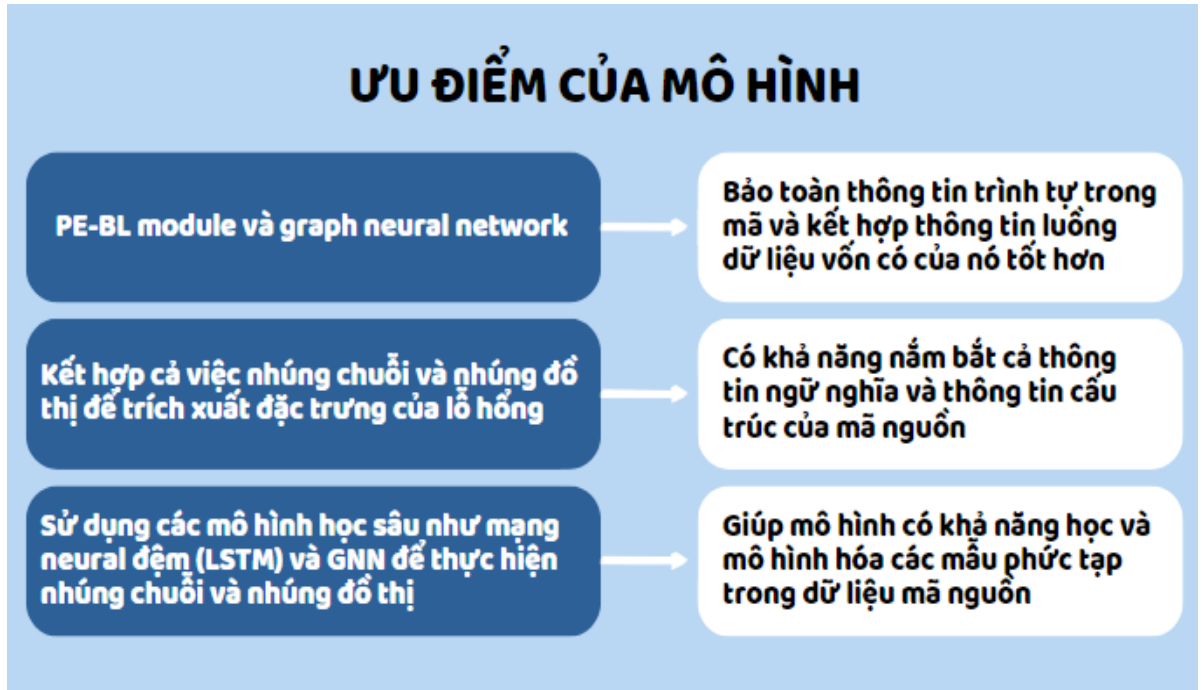 ƯU ĐIỂM CỦA MÔ HÌNH
PE-BL module và graph neural network
Bảo toàn thông tin trình tự trong
mã và kết hợp thông tin luồng
dữ liệu vốn có của nó tốt hơn
Kết hợp cả việc nhúng chuỗi và nhúng đồ
thị để trích xuất đặc trưng của lỗ hổng
Có khả năng nắm bắt cả thông
tin ngữ nghĩa và thông tin cấu
trúc của mã nguồn
Sử dụng các mô hình học sâu như mạng
neural đệm (LSTM) và GNN để thực hiện
nhúng chuỗi và nhúng đồ thị
Giúp mô hình có khả năng học và
mô hình hóa các mẫu phức tạp
trong dữ liệu mã nguồn